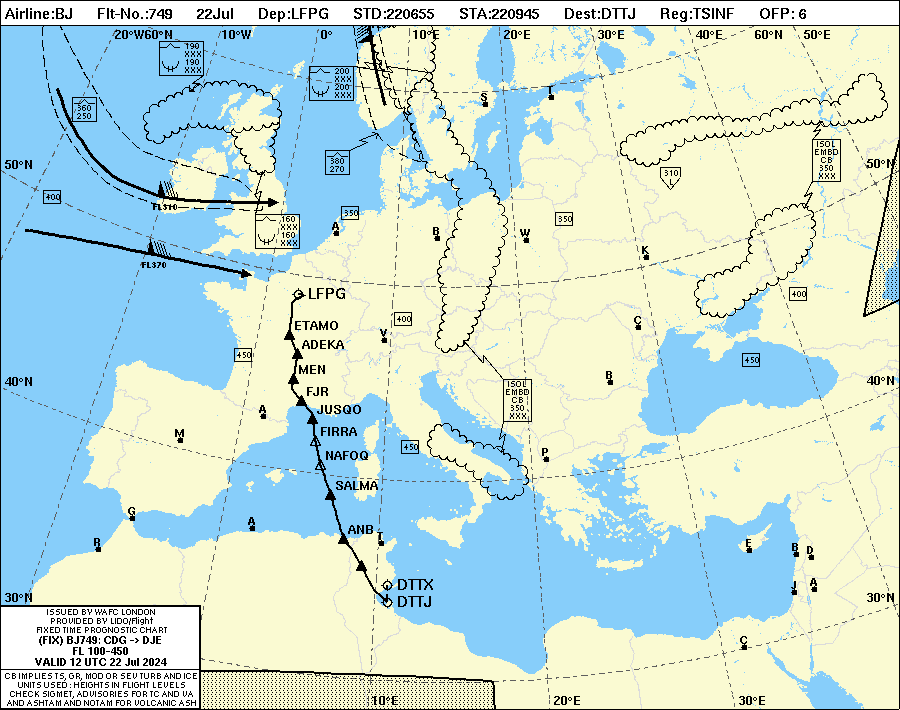 Airline:BJ Flt-No.:749 22Jul Dep:LFPG STD:220655 STA:220945 Dest:DTTJ Reg:TSINF OFP: 6
20°W60°N 10°W 0° 10°E 20°E 30°E 40°E 60°N 50°E
190
XXX
190
XXX
200
XXX
200
XXX
360
250
380
270
S
T
ISOL
EMBD
CB
350
XXX
50°N
50°N
310
400
FL310
350
350
160
XXX
160
XXX
A
B
W
K
FL370
LFPG
400
400
C
ETAMO
ADEKA
V
450
450
MEN
40°N
40°N
B
FJR
ISOL
EMBD
CB
350
XXX
JUSQO
A
FIRRA
M
450
NAFOQ
P
SALMA
G
A
ANB
T
R
E
B
D
DTTX
J
A
DTTJ
30°N
30°N
C
ISSUED BY WAFC LONDON
PROVIDED BY LIDO/Flight
FIXED TIME PROGNOSTIC CHART
(FIX) BJ749: CDG -> DJE
FL 100-450
VALID 12 UTC 22 Jul 2024
CB IMPLIES TS, GR, MOD OR SEV TURB AND ICE
UNITS USED : HEIGHTS IN FLIGHT LEVELS
CHECK SIGMET, ADVISORIES FOR TC AND VA
AND ASHTAM AND NOTAM FOR VOLCANIC ASH
10°E 20°E 30°E